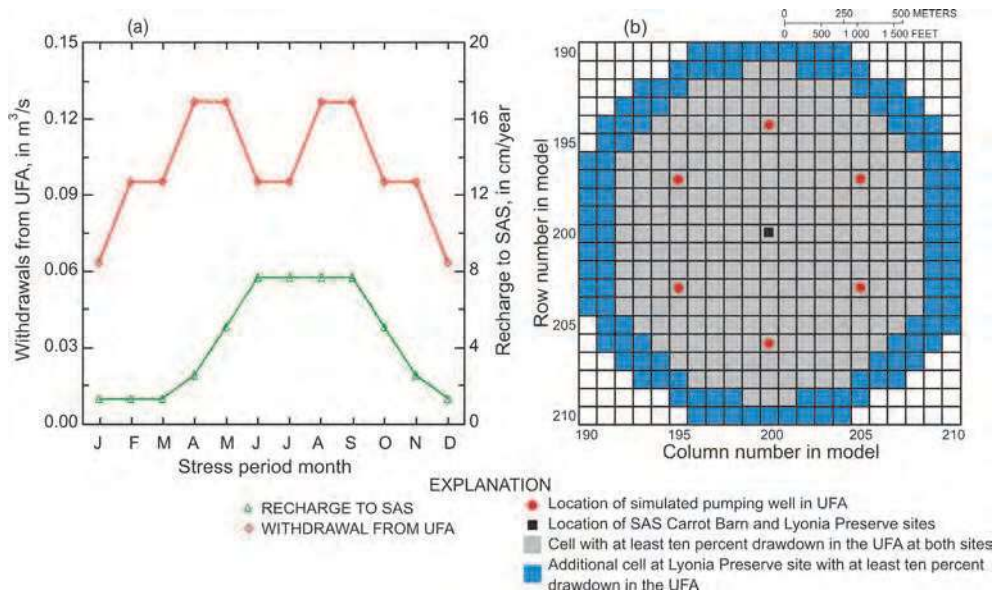 (a)
0.15
0.12
0.09
0.06
0.03
0.00
Withdrawals from UFA, in m³/s
20
16
12
8
4
0
Recharge to SAS, in cm/year
J F M A M J J A S O N D
Stress period month
(b)
0 250 500 METERS
0 500 1 000 1 500 FEET
190
195
200
205
210
Row number in model
190 195 200 205 210
Column number in model
EXPLANATION
RECHARGE TO SAS
WITHDRAWAL FROM UFA
Location of simulated pumping well in UFA
Location of SAS Carrot Barn and Lyonia Preserve sites
Cell with at least ten percent drawdown in the UFA at both sites
Additional cell at Lyonia Preserve site with at least ten percent
drawdown in the UFA